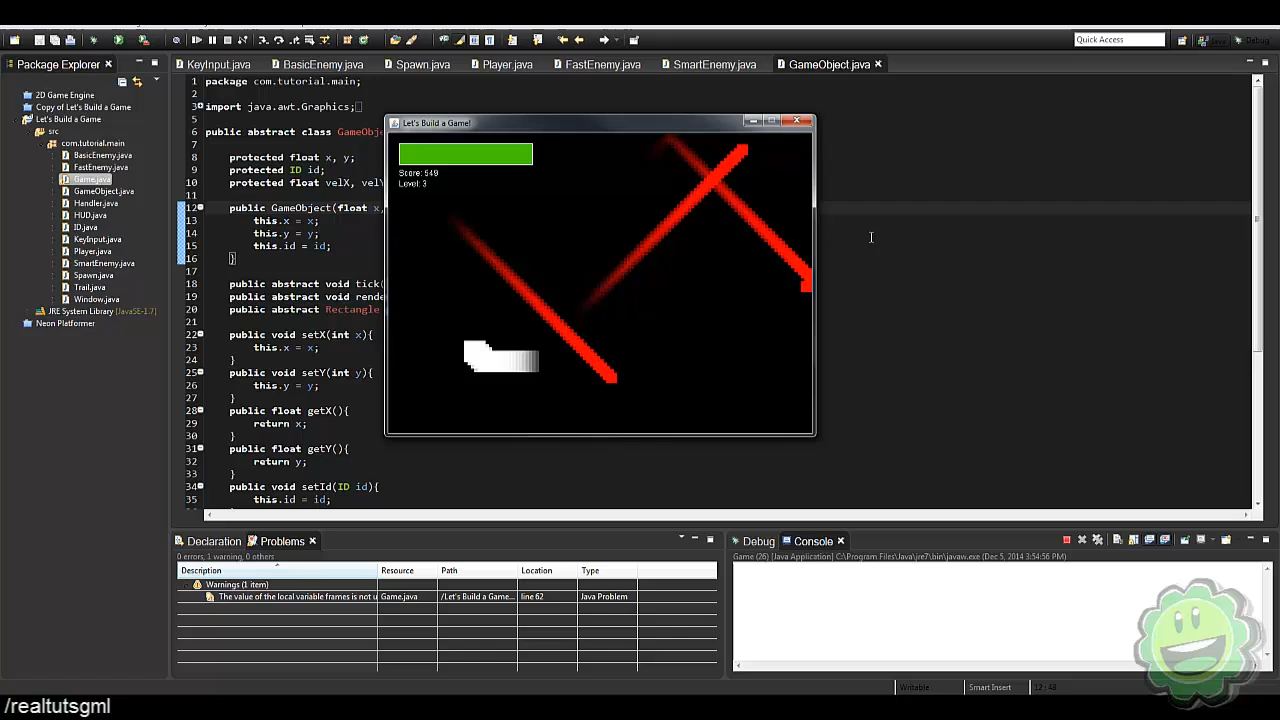 Quick Access
Java
Debug
Package Explorer
KeyInput.java
BasicEnemy.java
Spawn.java
Player.java
FastEnemy.java
SmartEnemy.java
GameObject.java
2D Game Engine
Copy of Let's Build a Game
Let's Build a Game
src
com.tutorial.main
BasicEnemy.java
FastEnemy.java
Game.java
GameObject.java
Handler.java
HUD.java
ID.java
KeyInput.java
Player.java
SmartEnemy.java
Spawn.java
Trail.java
Window.java
JRE System Library [JavaSE-1.7]
Neon Platformer
1 package com.tutorial.main;
2
3 import java.awt.Graphics;
5
6 public abstract class GameObje
7
8 protected float x, y;
9 protected ID id;
10 protected float velX, vel
11
12 public GameObject(float x,
13 this.x = x;
14 this.y = y;
15 this.id = id;
16 }
17
18 public abstract void tick(
19 public abstract void rende
20 public abstract Rectangle
21
22 public void setX(int x){
23 this.x = x;
24 }
25 public void setY(int y){
26 this.y = y;
27 }
28 public float getX(){
29 return x;
30 }
31 public float getY(){
32 return y;
33 }
34 public void setId(ID id){
35 this.id = id;
Let's Build a Game!
Score: 549
Level: 3
Declaration
Problems
0 errors, 1 warning, 0 others
Description Resource Path Location Type
Warnings (1 item)
The value of the local variable frames is not u Game.java /Let's Build a Game... line 62 Java Problem
Debug
Console
Game (26) [Java Application] C:\Program Files\Java\jre7\bin\javaw.exe (Dec 5, 2014 3:54:56 PM)
Writable
Smart Insert
12 : 48
/realtutsgml